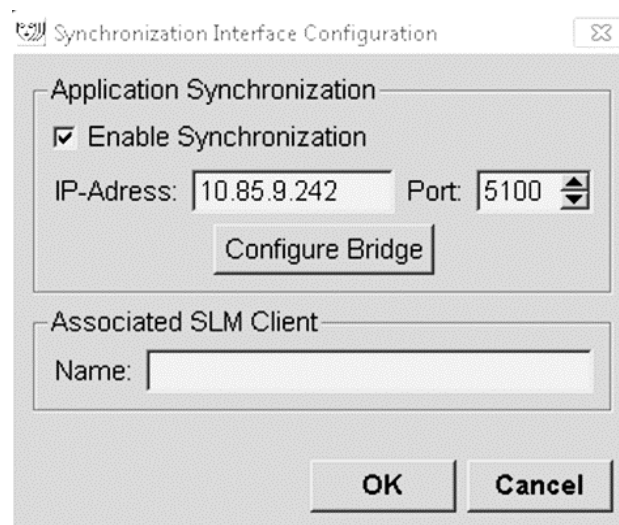 Synchronization Interface Configuration
Application Synchronization
Enable Synchronization
IP-Adress: 10.85.9.242 Port: 5100
Configure Bridge
Associated SLM Client
Name:
OK Cancel